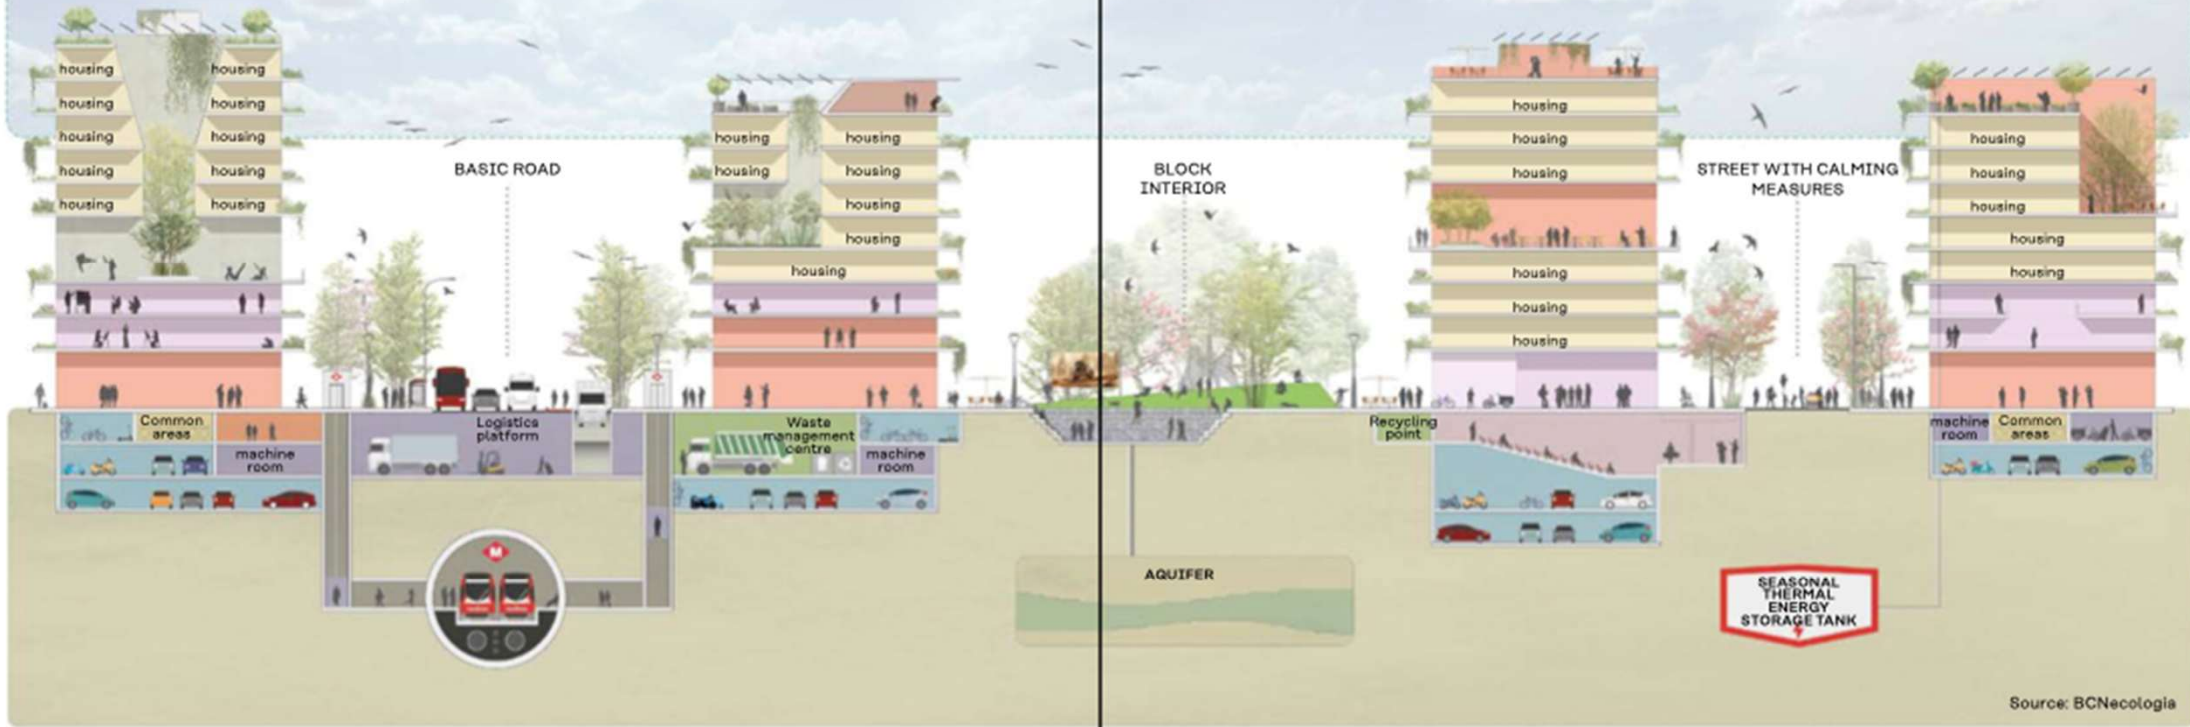 housing
housing
housing
housing
housing
housing
housing
housing
housing
housing
BASIC ROAD
housing
housing
housing
housing
housing
housing
housing
BLOCK
INTERIOR
housing
housing
housing
housing
housing
housing
STREET WITH CALMING
MEASURES
housing
housing
housing
housing
housing
Common
areas
machine
room
Logistics
platform
Waste
management
centre
machine
room
Recycling
point
machine
room
Common
areas
M
AQUIFER
SEASONAL
THERMAL
ENERGY
STORAGE TANK
Source: BCNecologia